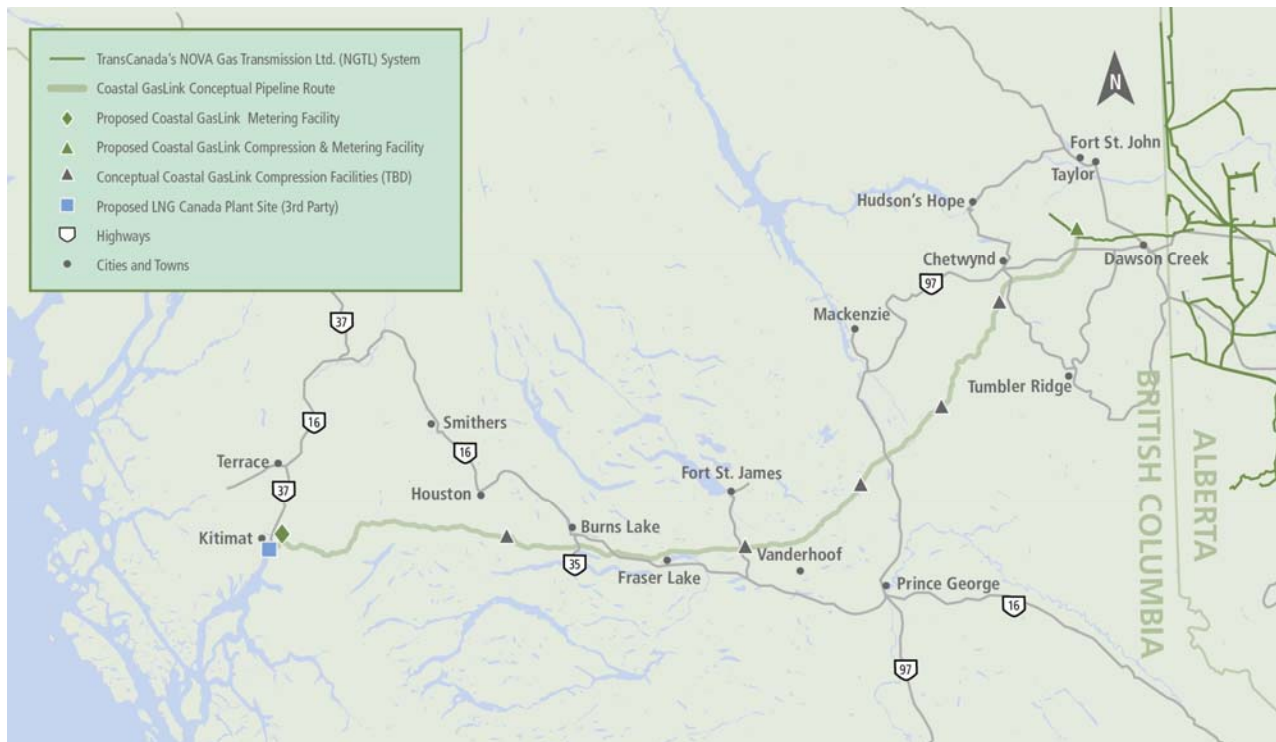 TransCanada's NOVA Gas Transmission Ltd. (NGTL) System
Coastal GasLink Conceptual Pipeline Route
Proposed Coastal GasLink Metering Facility
Proposed Coastal GasLink Compression & Metering Facility
Conceptual Coastal GasLink Compression Facilities (TBD)
Proposed LNG Canada Plant Site (3rd Party)
Highways
Cities and Towns
N
Fort St. John
Taylor
Hudson's Hope
Chetwynd
Dawson Creek
97
Mackenzie
37
Tumbler Ridge
BRITISH COLUMBIA
ALBERTA
16
Smithers
16
Terrace
Fort St. James
37
Houston
Burns Lake
Kitimat
35
Vanderhoof
Fraser Lake
Prince George
16
97